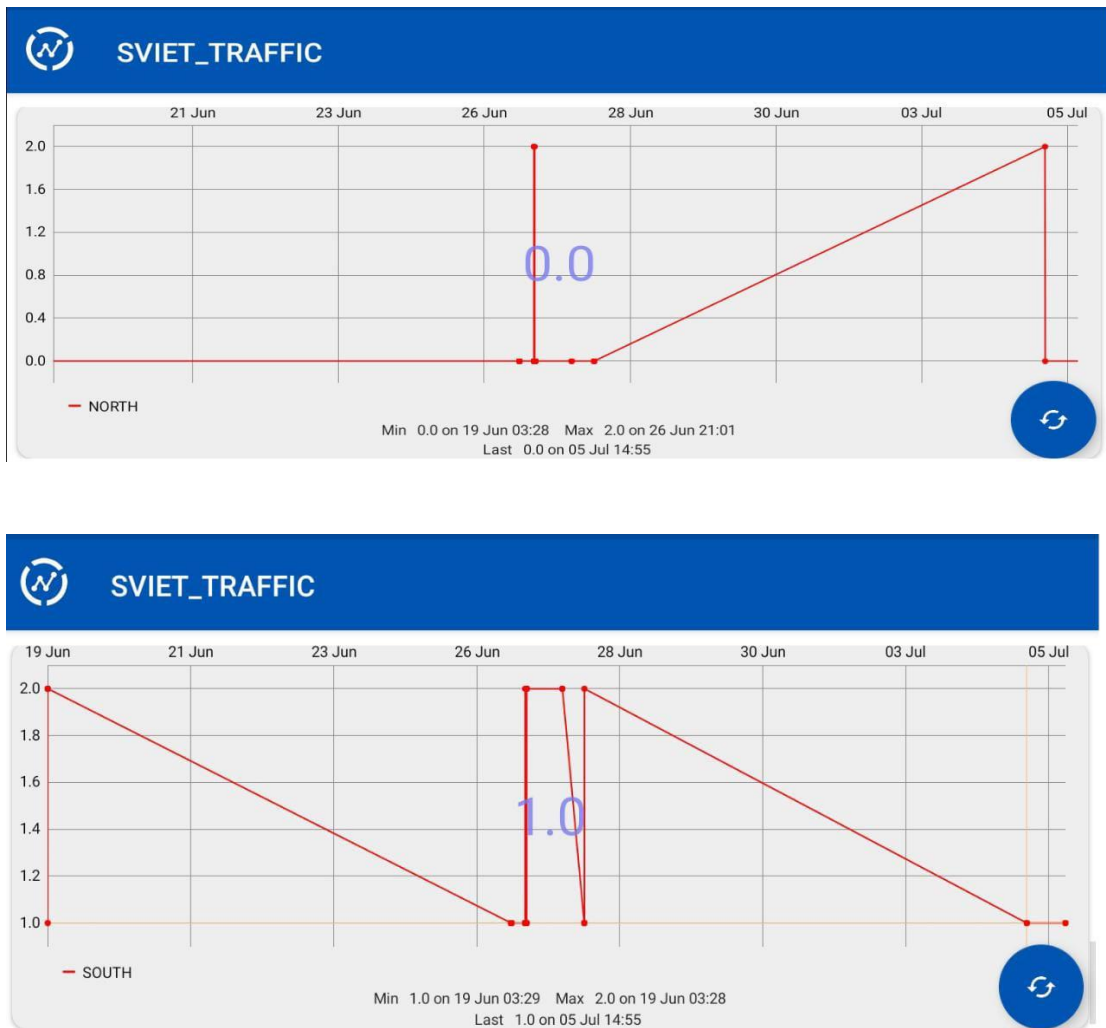 SVIET_TRAFFIC
21 Jun 23 Jun 26 Jun 28 Jun 30 Jun 03 Jul 05 Jul
2.0
1.6
1.2
0.8
0.4
0.0
0.0
NORTH
Min 0.0 on 19 Jun 03:28 Max 2.0 on 26 Jun 21:01
Last 0.0 on 05 Jul 14:55
SVIET_TRAFFIC
19 Jun 21 Jun 23 Jun 26 Jun 28 Jun 30 Jun 03 Jul 05 Jul
2.0
1.8
1.6
1.4
1.2
1.0
1.0
SOUTH
Min 1.0 on 19 Jun 03:29 Max 2.0 on 19 Jun 03:28
Last 1.0 on 05 Jul 14:55